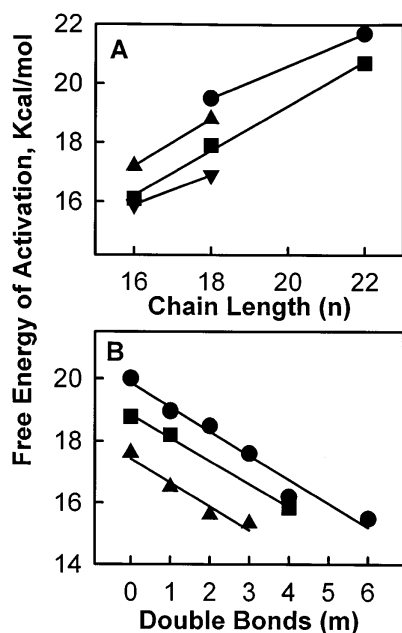 Free Energy of Activation, Kcal/mol
A
22
20
18
16
16 18 20 22
Chain Length (n)
B
20
18
16
14
0 1 2 3 4 5 6
Double Bonds (m)